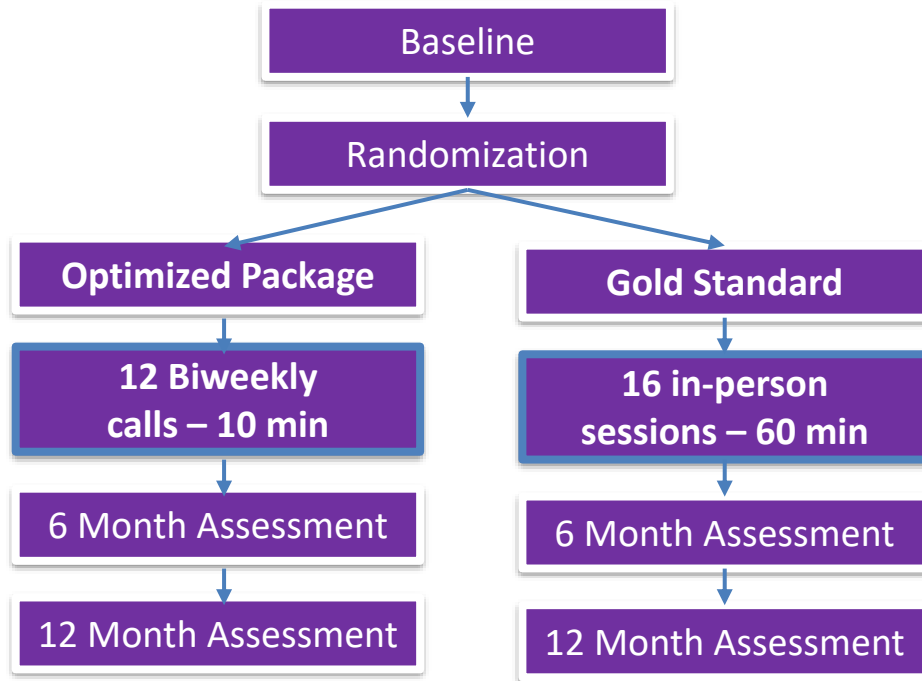 Baseline
Randomization
Optimized Package
Gold Standard
12 Biweekly
calls – 10 min
16 in-person
sessions – 60 min
6 Month Assessment
6 Month Assessment
12 Month Assessment
12 Month Assessment